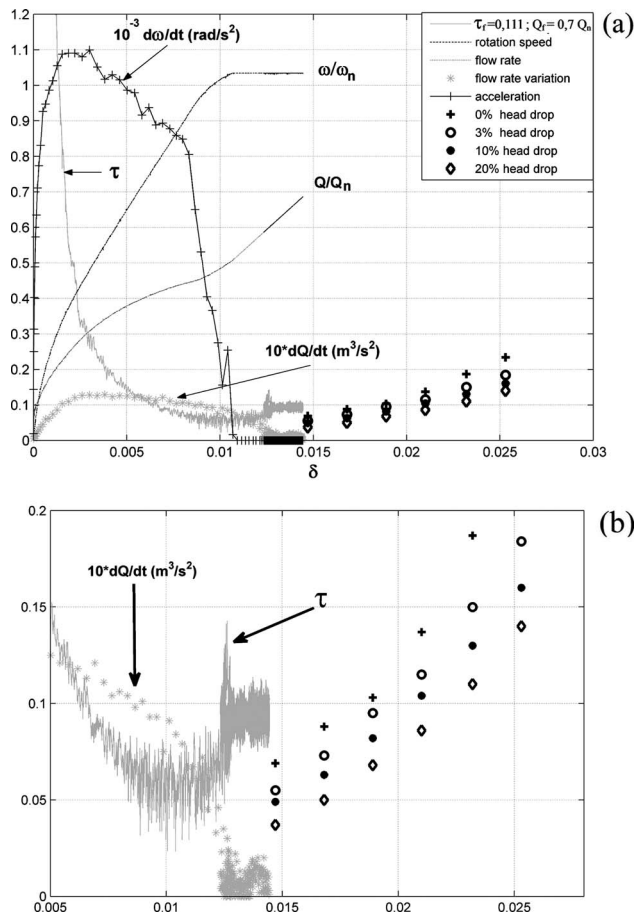 (a)
10⁻³ dω/dt (rad/s²)
ω/ωₙ
τ
Q/Qₙ
10*dQ/dt (m³/s²)
τf=0,111 ; Qf= 0,7 Qn
rotation speed
flow rate
flow rate variation
acceleration
0% head drop
3% head drop
10% head drop
20% head drop
1.2
1.1
1
0.9
0.8
0.7
0.6
0.5
0.4
0.3
0.2
0.1
0
0 0.005 0.01 0.015 0.02 0.025 0.03
δ
(b)
10*dQ/dt (m³/s²)
τ
0.2
0.15
0.1
0.05
0
0.005 0.01 0.015 0.02 0.025